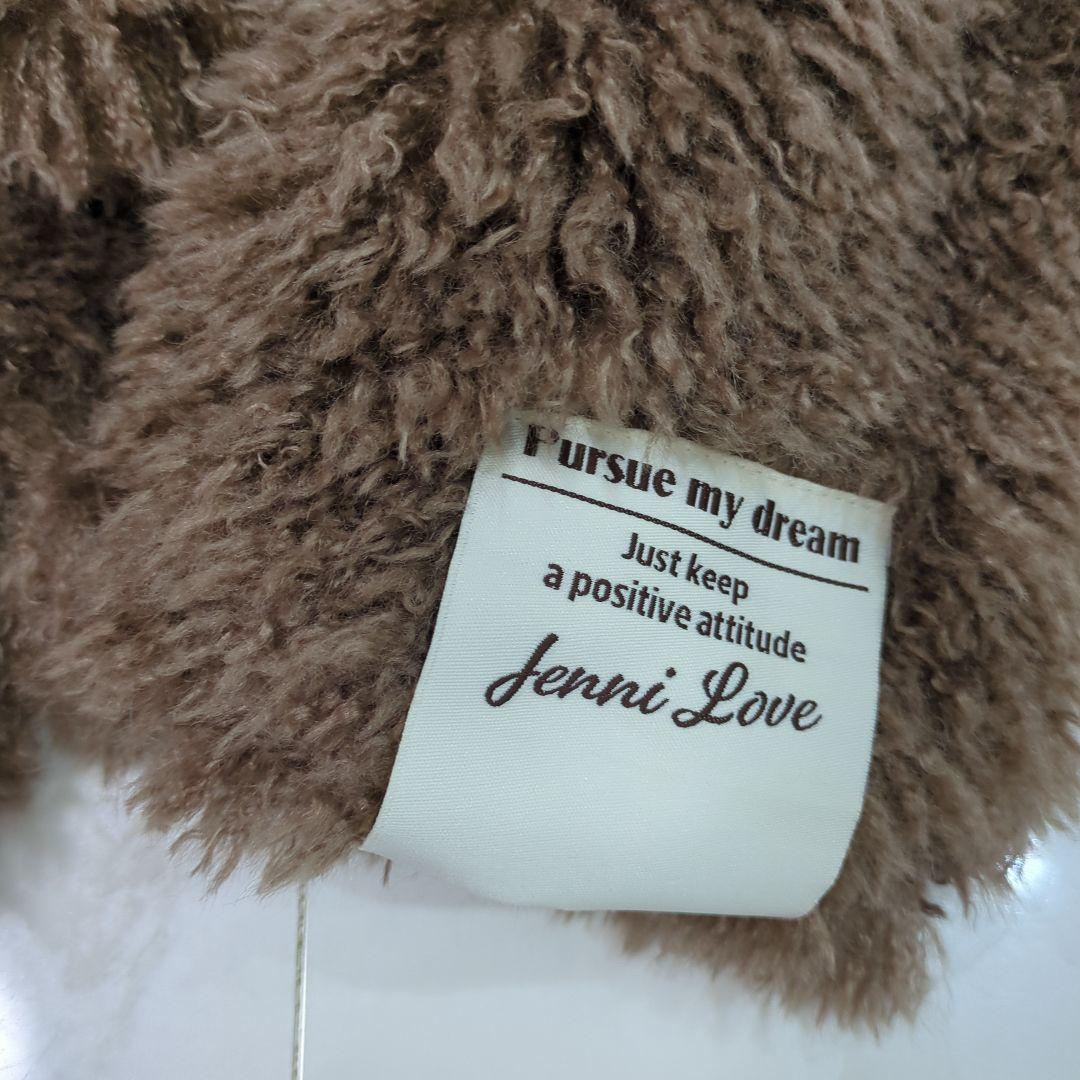 Pursue my dream
Just keep
a positive attitude
Jenni Love